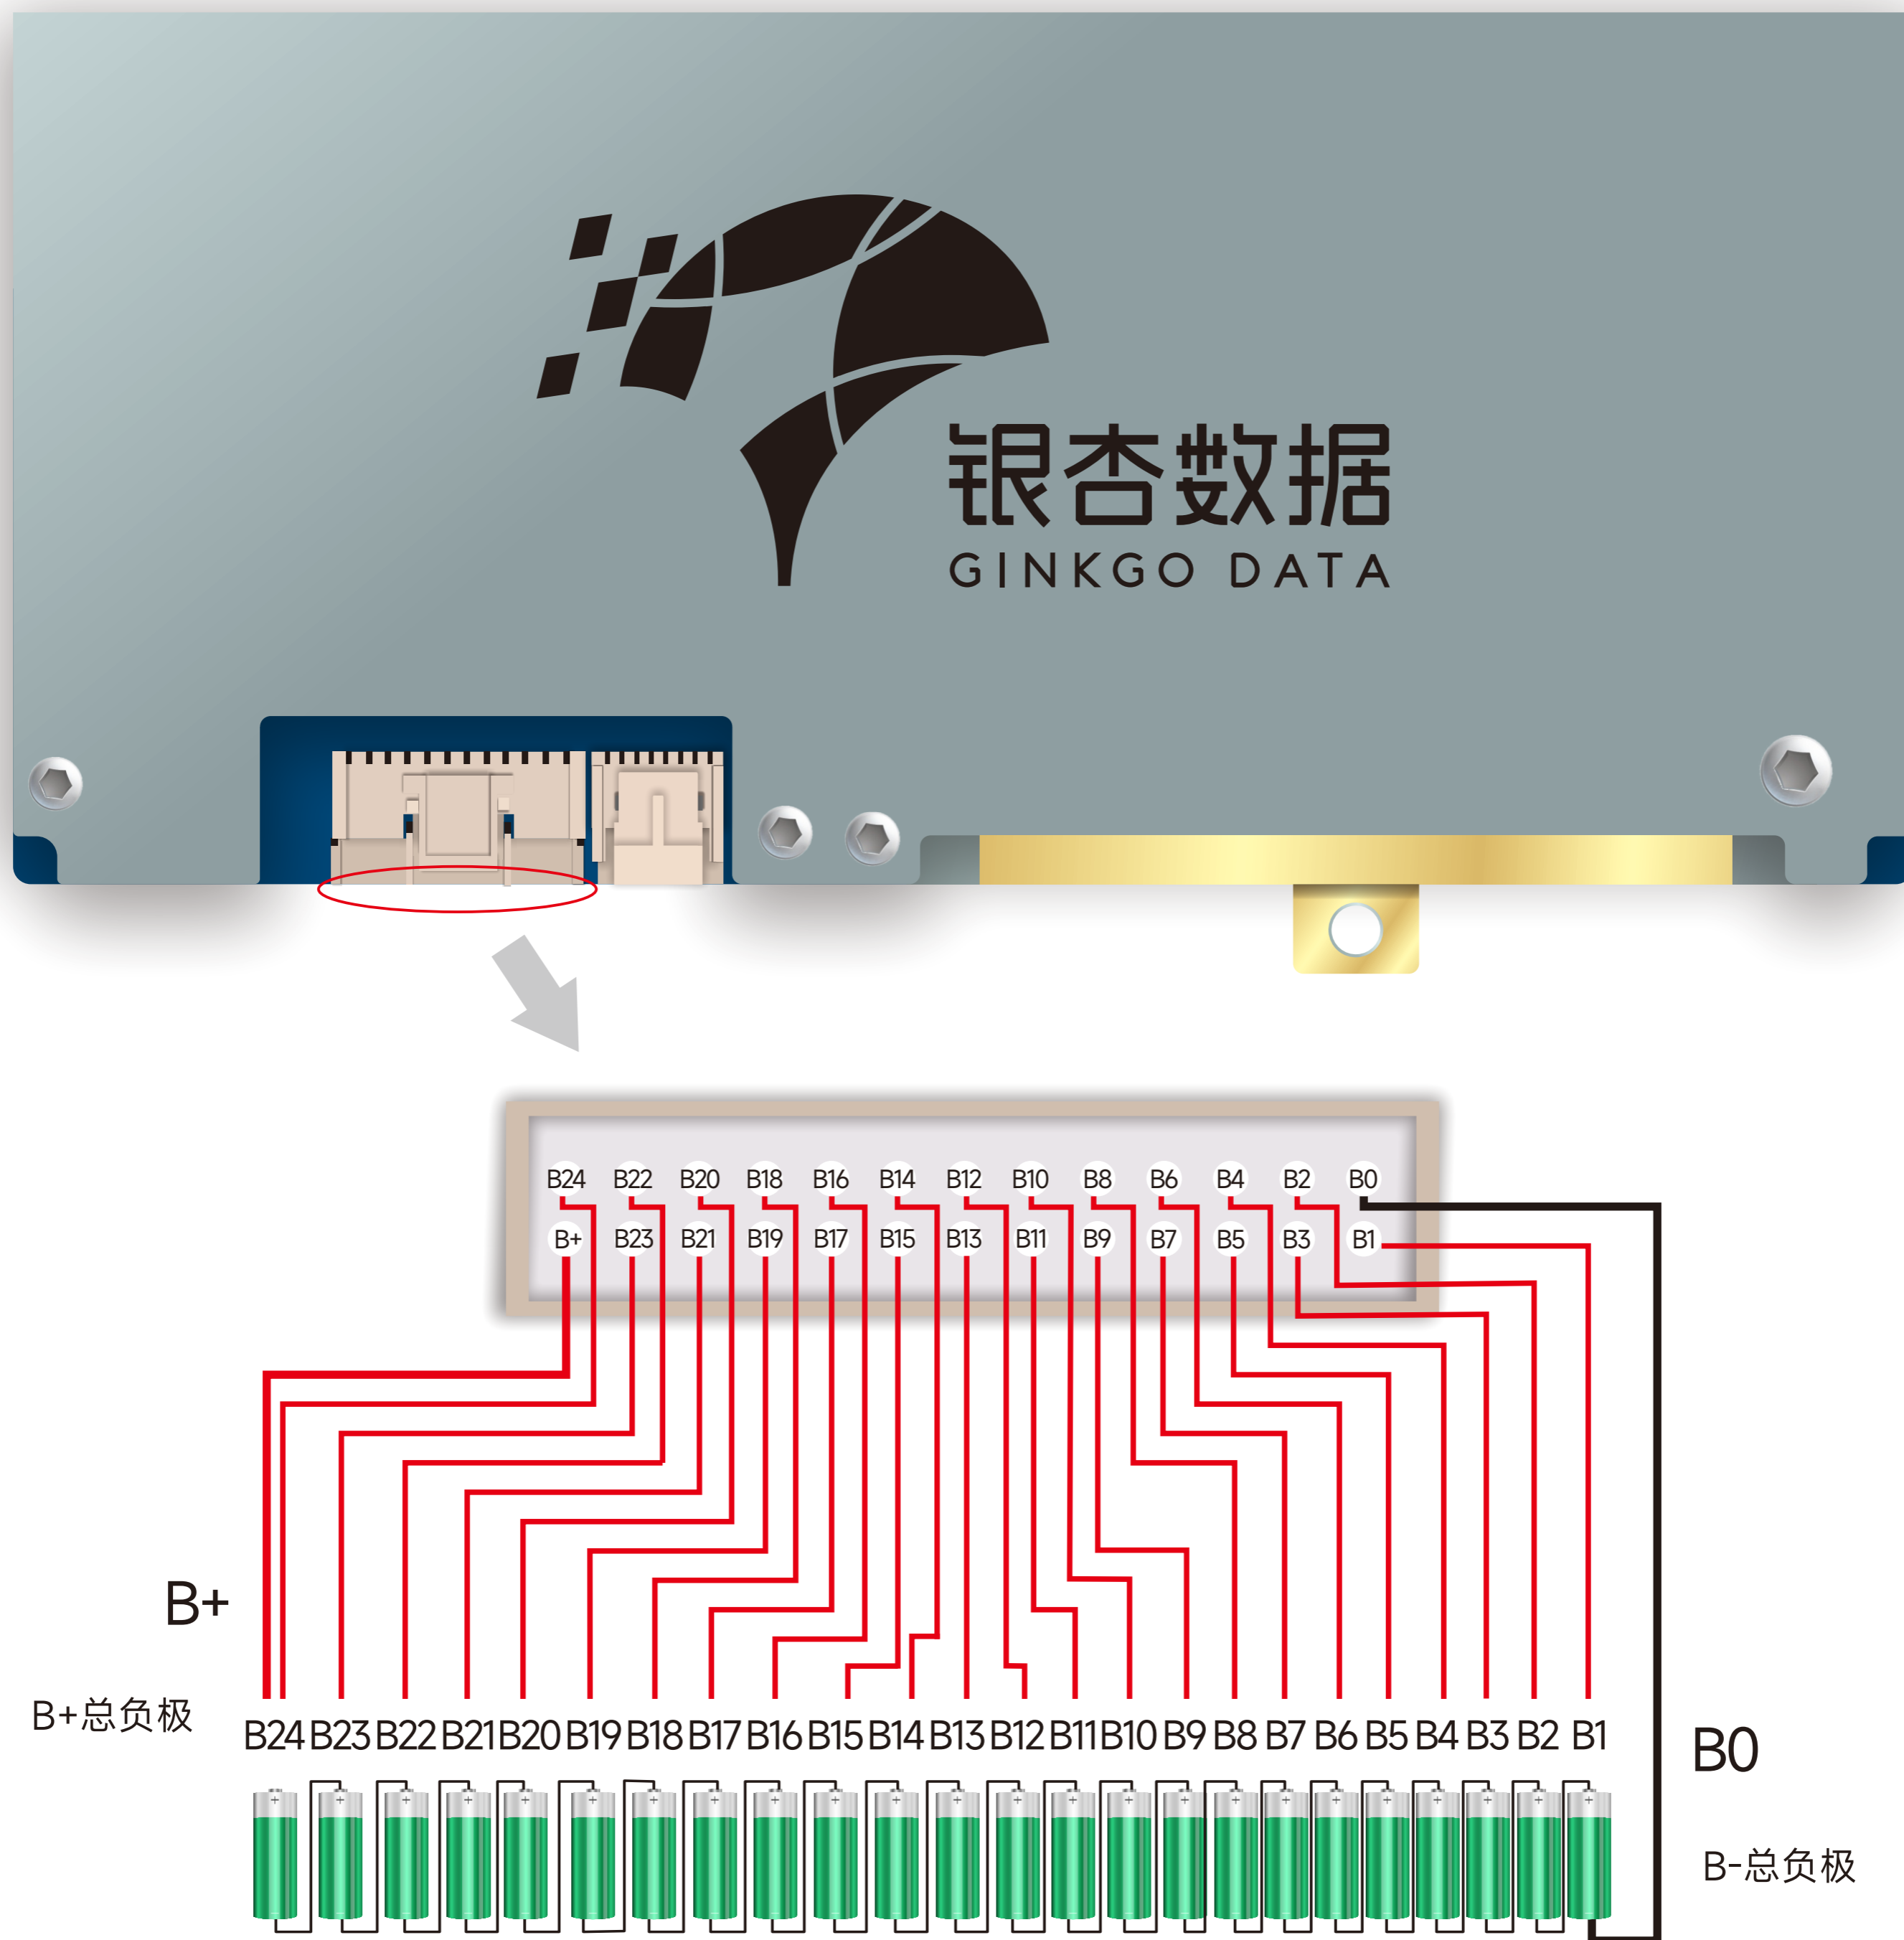 银杏数据
GINKGO DATA
B24 B22 B20 B18 B16 B14 B12 B10 B8 B6 B4 B2 B0
B+ B23 B21 B19 B17 B15 B13 B11 B9 B7 B5 B3 B1
B+
B+总负极
B24 B23 B22 B21 B20 B19 B18 B17 B16 B15 B14 B13 B12 B11 B10 B9 B8 B7 B6 B5 B4 B3 B2 B1
B0
+ + + + + + + + + + + + + + + + + + + + + + + +
B-总负极